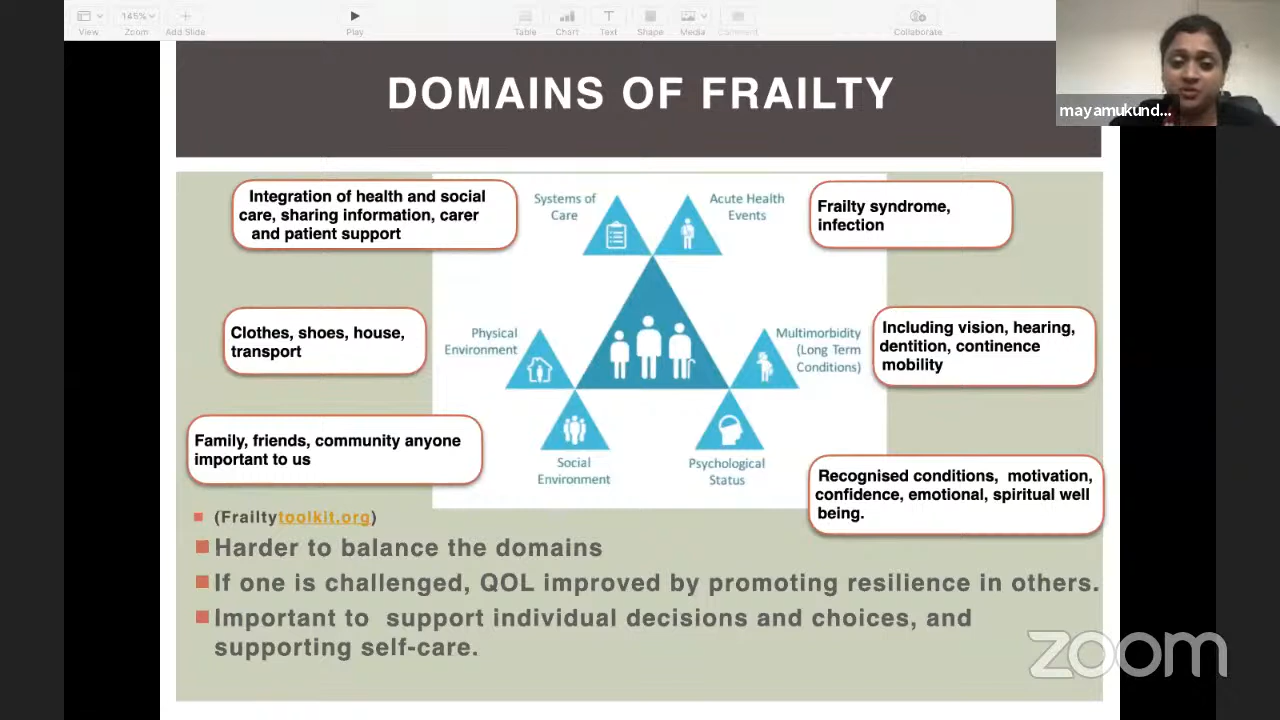 145%
View
Zoom
Add Slide
Play
Table
Chart
Text
Shape
Media
Comment
Collaborate
mayamukund...
DOMAINS OF FRAILTY
Integration of health and social
care, sharing information, carer
and patient support
Systems of
Care
Acute Health
Events
Frailty syndrome,
infection
Clothes, shoes, house,
transport
Physical
Environment
Multimorbidity
(Long Term
Conditions)
Including vision, hearing,
dentition, continence
mobility
Family, friends, community anyone
important to us
Social
Environment
Psychological
Status
Recognised conditions, motivation,
confidence, emotional, spiritual well
being.
(Frailtytoolkit.org)
Harder to balance the domains
If one is challenged, QOL improved by promoting resilience in others.
Important to support individual decisions and choices, and
supporting self-care.
zoom